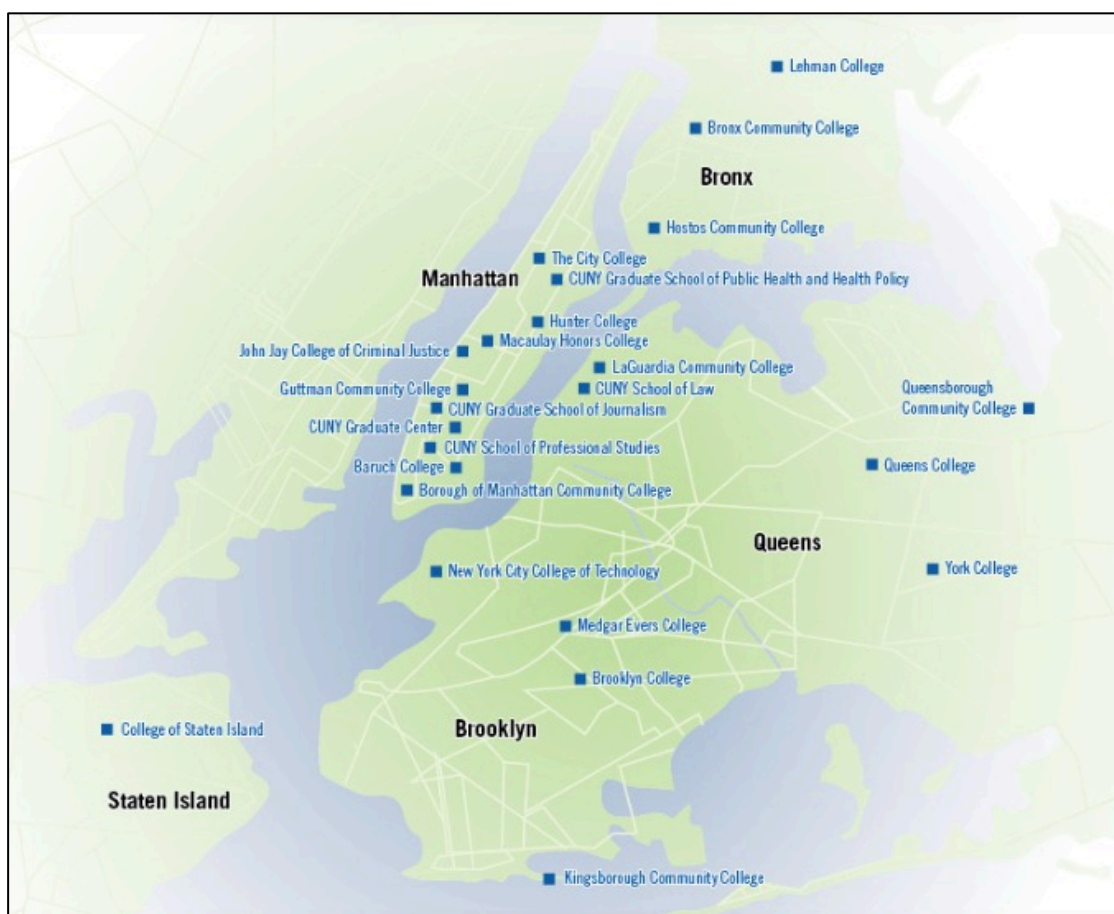 Lehman College
Bronx Community College
Bronx
Hostos Community College
The City College
Manhattan
CUNY Graduate School of Public Health and Health Policy
Hunter College
Macaulay Honors College
John Jay College of Criminal Justice
LaGuardia Community College
Guttman Community College
CUNY School of Law
Queensborough
Community College
CUNY Graduate School of Journalism
CUNY Graduate Center
CUNY School of Professional Studies
Baruch College
Queens College
Borough of Manhattan Community College
Queens
New York City College of Technology
York College
Medgar Evers College
Brooklyn College
College of Staten Island
Brooklyn
Staten Island
Kingsborough Community College